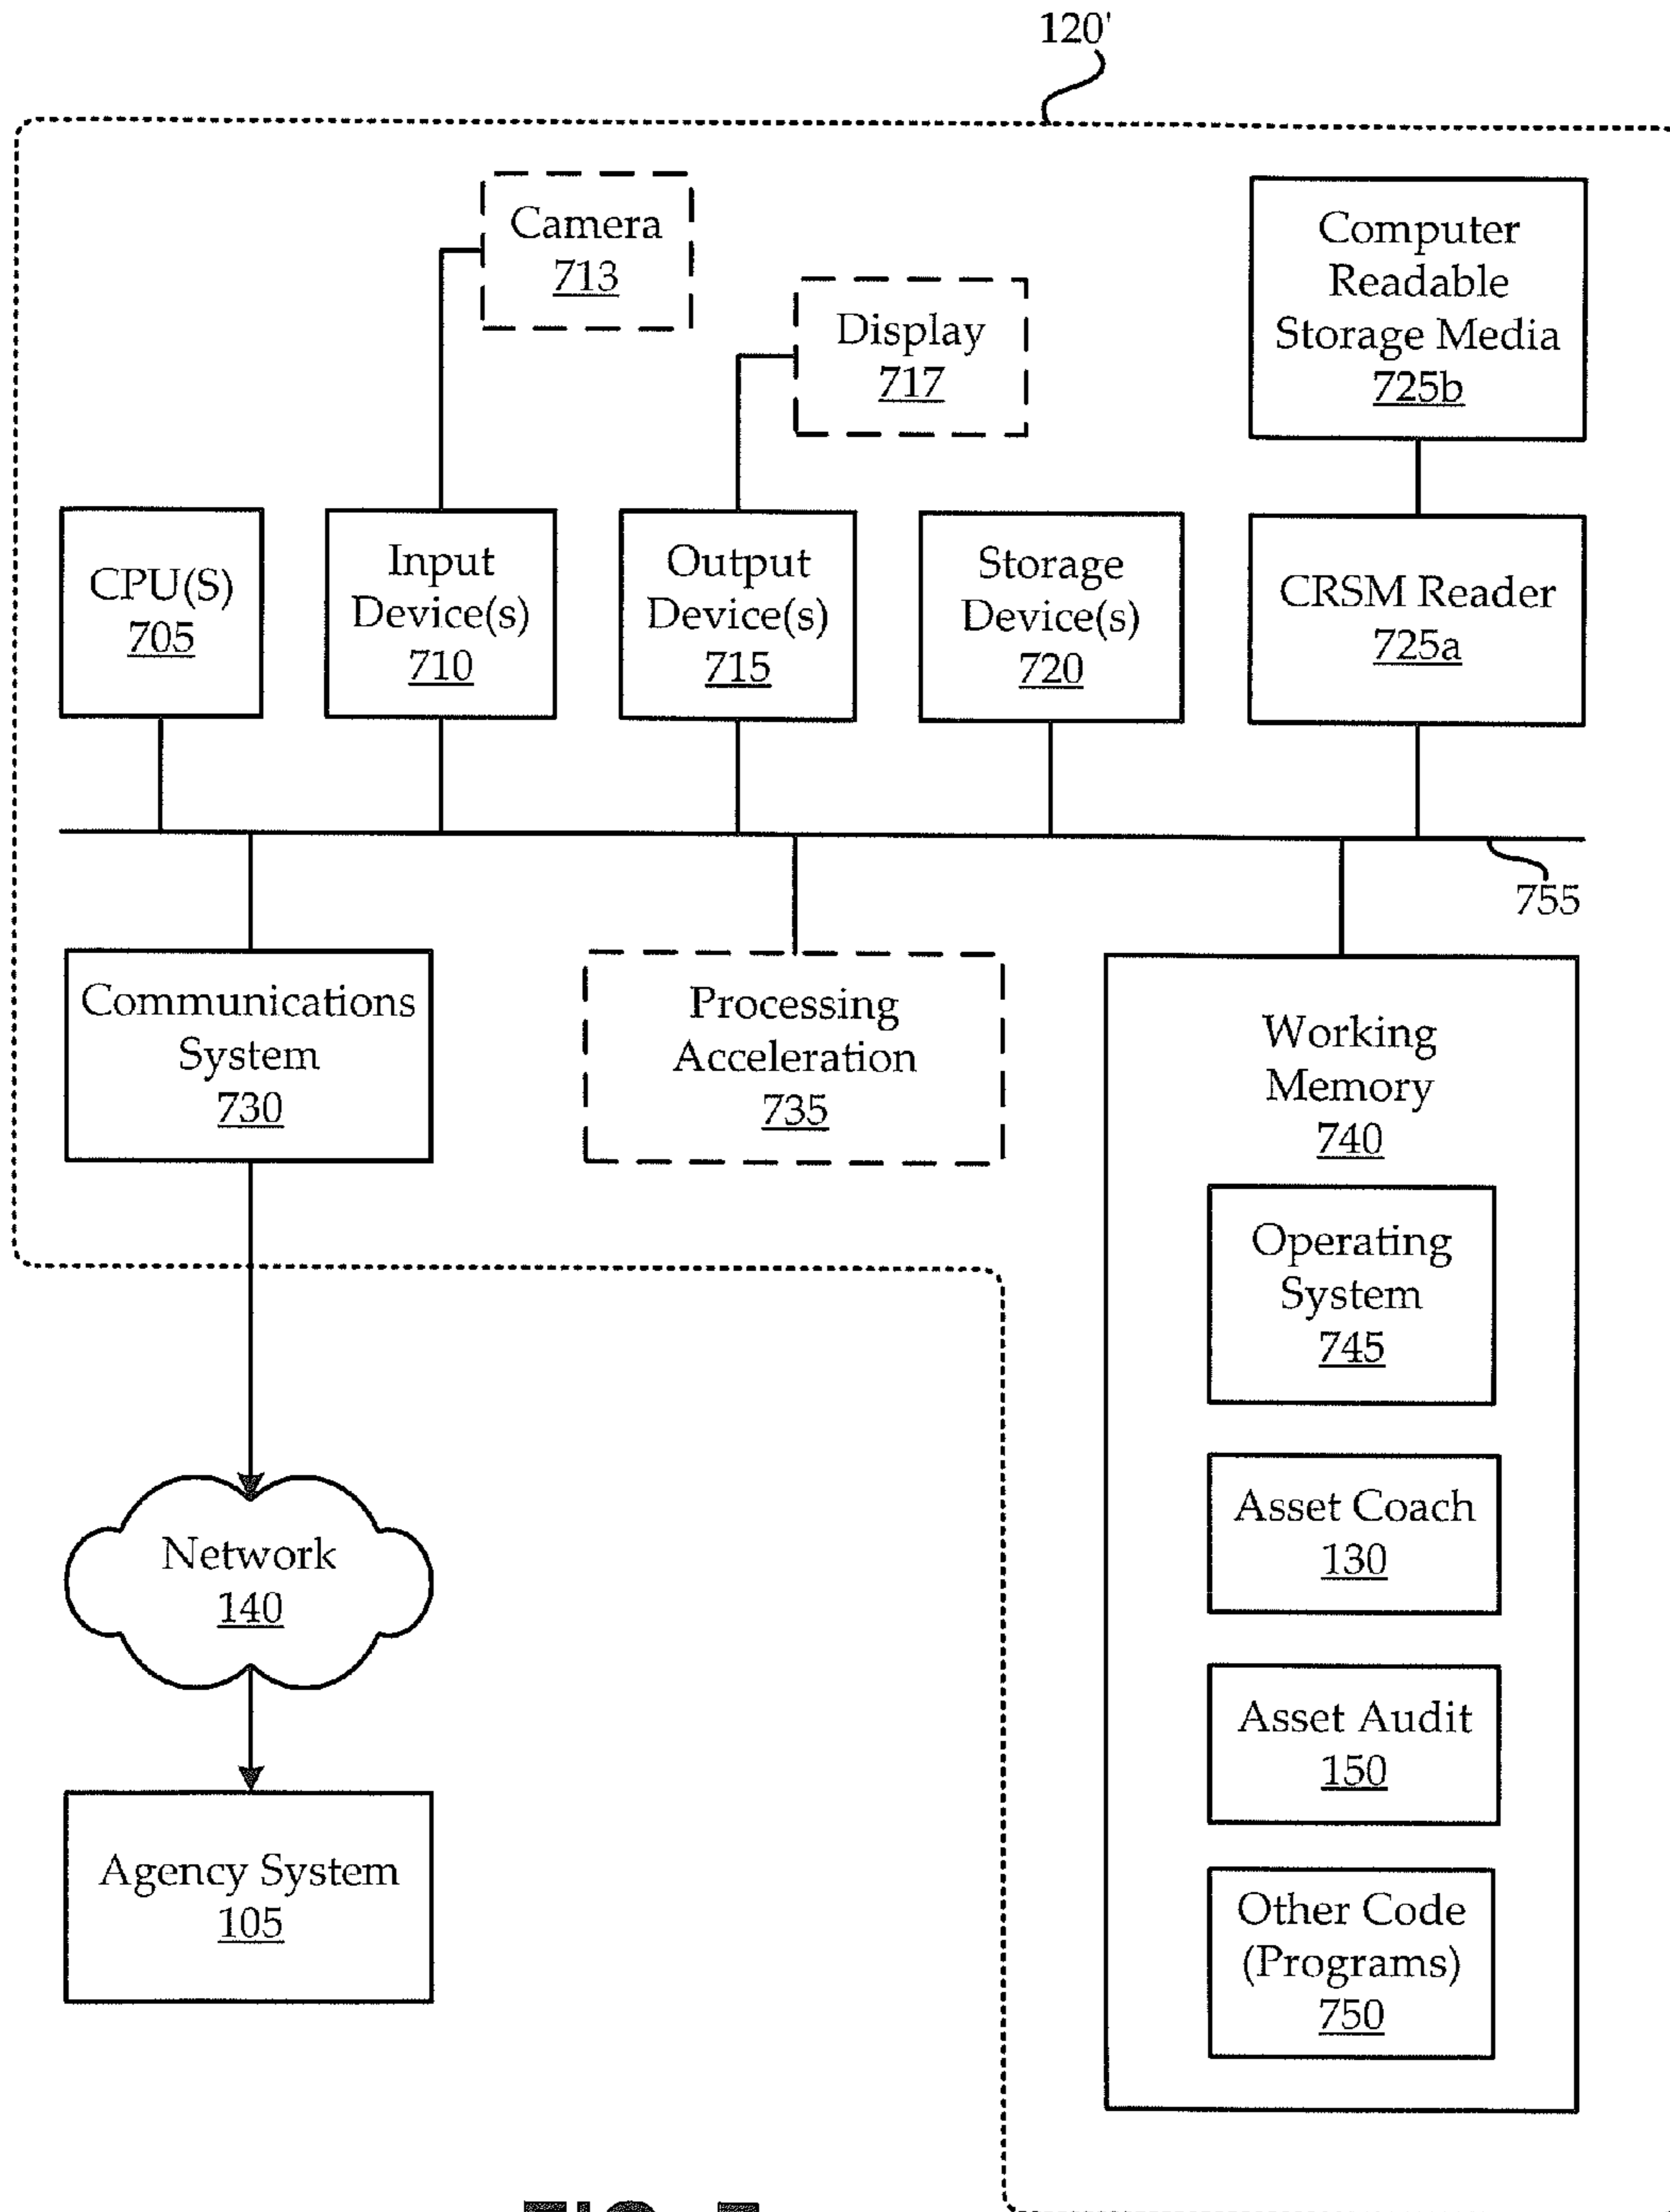 120'
Camera
713
Display
717
Computer
Readable
Storage Media
725b
CPU(S)
705
Input
Device(s)
710
Output
Device(s)
715
Storage
Device(s)
720
CRSM Reader
725a
755
Communications
System
730
Processing
Acceleration
735
Working
Memory
740
Operating
System
745
Asset Coach
130
Asset Audit
150
Other Code
(Programs)
750
Network
140
Agency System
105